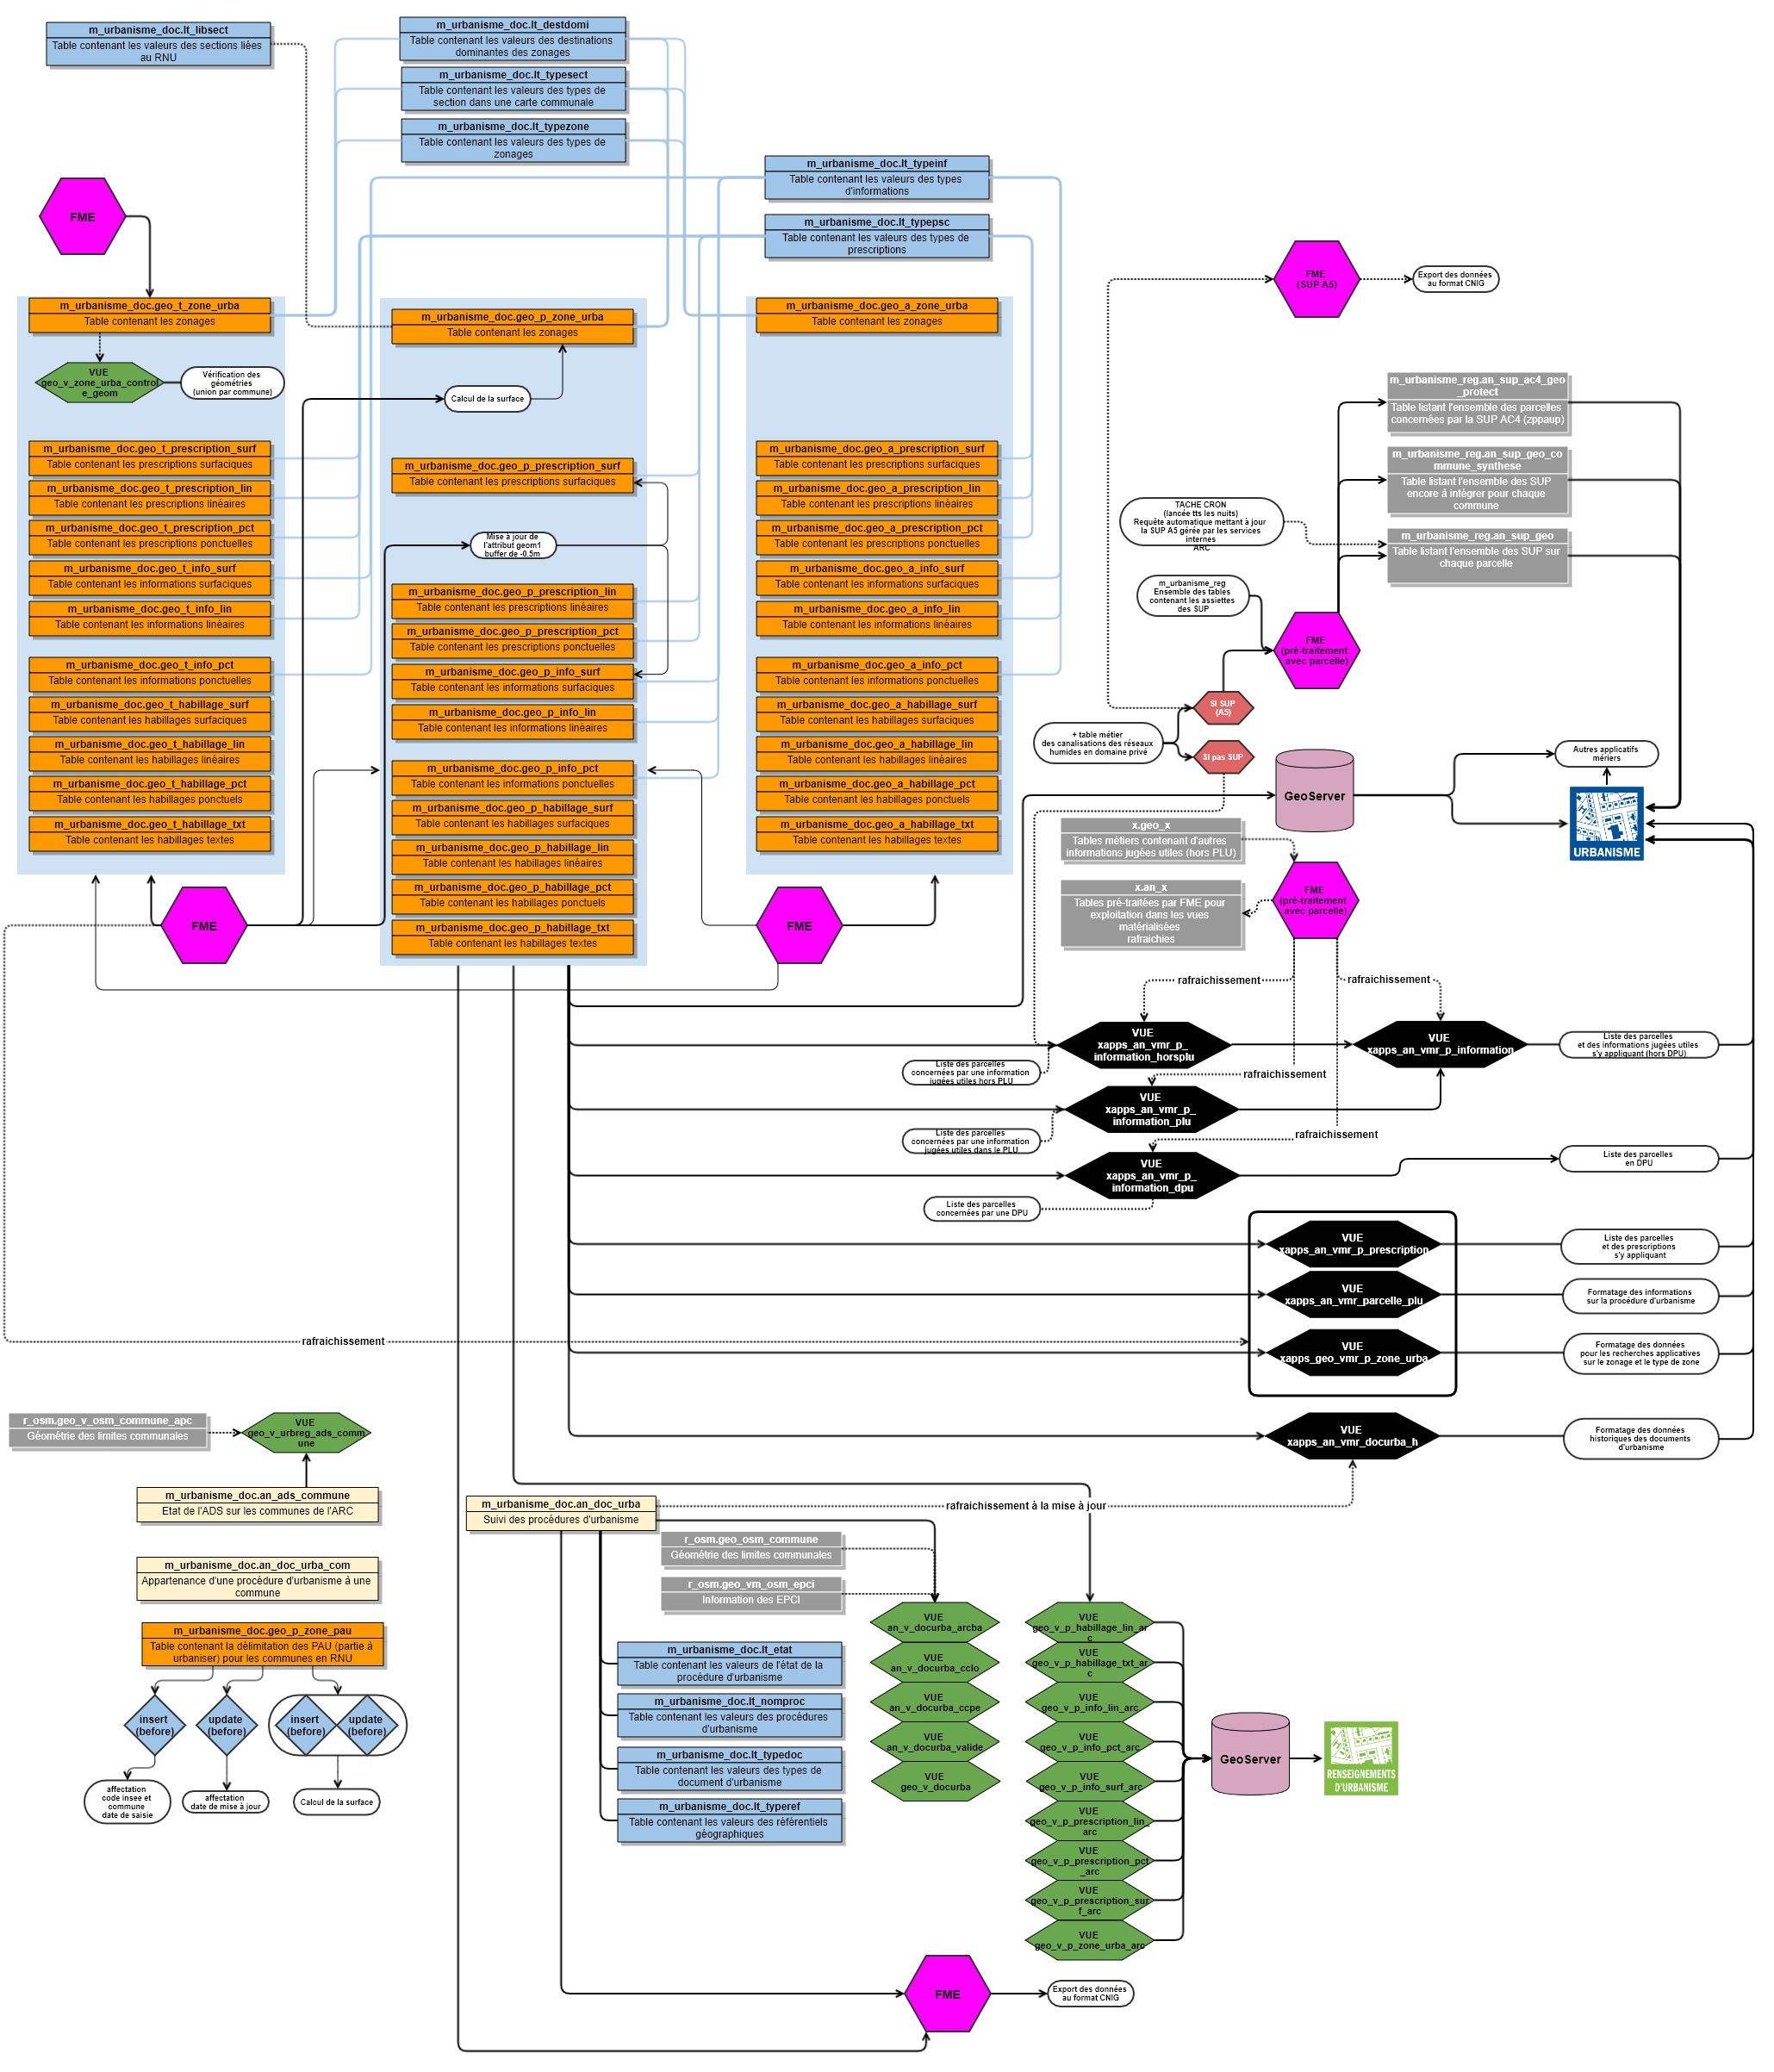 m_urbanisme_doc.lt_libsect
Table contenant les valeurs des sections liées
au RNU
m_urbanisme_doc.lt_destdomi
Table contenant les valeurs des destinations
dominantes des zonages
m_urbanisme_doc.lt_typesect
Table contenant les valeurs des types de
section dans une carte communale
m_urbanisme_doc.lt_typezone
Table contenant les valeurs des types de
zonages
m_urbanisme_doc.lt_typeinf
Table contenant les valeurs des types
d'informations
m_urbanisme_doc.lt_typepsc
Table contenant les valeurs des types de
prescriptions
FME
m_urbanisme_doc.geo_t_zone_urba
Table contenant les zonages
VUE
geo_v_zone_urba_control
e_geom
Vérification des
géométries
(union par commune)
m_urbanisme_doc.geo_t_prescription_surf
Table contenant les prescriptions surfaciques
m_urbanisme_doc.geo_t_prescription_lin
Table contenant les prescriptions linéaires
m_urbanisme_doc.geo_t_prescription_pct
Table contenant les prescriptions ponctuelles
m_urbanisme_doc.geo_t_info_surf
Table contenant les informations surfaciques
m_urbanisme_doc.geo_t_info_lin
Table contenant les informations linéaires
m_urbanisme_doc.geo_t_info_pct
Table contenant les informations ponctuelles
m_urbanisme_doc.geo_t_habillage_surf
Table contenant les habillages surfaciques
m_urbanisme_doc.geo_t_habillage_lin
Table contenant les habillages linéaires
m_urbanisme_doc.geo_t_habillage_pct
Table contenant les habillages ponctuels
m_urbanisme_doc.geo_t_habillage_txt
Table contenant les habillages textes
FME
m_urbanisme_doc.geo_p_zone_urba
Table contenant les zonages
Calcul de la surface
m_urbanisme_doc.geo_p_prescription_surf
Table contenant les prescriptions surfaciques
Mise à jour de
l'attribut geom1
buffer de -0.5m
m_urbanisme_doc.geo_p_prescription_lin
Table contenant les prescriptions linéaires
m_urbanisme_doc.geo_p_prescription_pct
Table contenant les prescriptions ponctuelles
m_urbanisme_doc.geo_p_info_surf
Table contenant les informations surfaciques
m_urbanisme_doc.geo_p_info_lin
Table contenant les informations linéaires
m_urbanisme_doc.geo_p_info_pct
Table contenant les informations ponctuelles
m_urbanisme_doc.geo_p_habillage_surf
Table contenant les habillages surfaciques
m_urbanisme_doc.geo_p_habillage_lin
Table contenant les habillages linéaires
m_urbanisme_doc.geo_p_habillage_pct
Table contenant les habillages ponctuels
m_urbanisme_doc.geo_p_habillage_txt
Table contenant les habillages textes
m_urbanisme_doc.geo_a_zone_urba
Table contenant les zonages
m_urbanisme_doc.geo_a_prescription_surf
Table contenant les prescriptions surfaciques
m_urbanisme_doc.geo_a_prescription_lin
Table contenant les prescriptions linéaires
m_urbanisme_doc.geo_a_prescription_pct
Table contenant les prescriptions ponctuelles
m_urbanisme_doc.geo_a_info_surf
Table contenant les informations surfaciques
m_urbanisme_doc.geo_a_info_lin
Table contenant les informations linéaires
m_urbanisme_doc.geo_a_info_pct
Table contenant les informations ponctuelles
m_urbanisme_doc.geo_a_habillage_surf
Table contenant les habillages surfaciques
m_urbanisme_doc.geo_a_habillage_lin
Table contenant les habillages linéaires
m_urbanisme_doc.geo_a_habillage_pct
Table contenant les habillages ponctuels
m_urbanisme_doc.geo_a_habillage_txt
Table contenant les habillages textes
FME
FME
(SUP A5)
Export des données
au format CNIG
m_urbanisme_reg.an_sup_ac4_geo
_protect
Table listant l'ensemble des parcelles
concernées par la SUP AC4 (zppaup)
m_urbanisme_reg.an_sup_geo_co
mmune_synthese
Table listant l'ensemble des SUP
encore à intégrer pour chaque
commune
m_urbanisme_reg.an_sup_geo
Table listant l'ensemble des SUP sur
chaque parcelle
TACHE CRON
(lancée tts les nuits)
Requête automatique mettant à jour
la SUP A5 gérée par les services
internes
ARC
m_urbanisme_reg
Ensemble des tables
contenant les assiettes
des SUP
FME
(pré-traitement
avec parcelle)
SI SUP
(A5)
+ table métier
des canalisations des réseaux
humides en domaine privé
SI pas SUP
GeoServer
Autres applicatifs
mériers
URBANISME
x.geo_x
Tables métiers contenant d'autres
informations jugées utiles (hors PLU)
x.an_x
Tables pré-traitées par FME pour
exploitation dans les vues
matérialisées
rafraichies
FME
(pré-traitement
avec parcelle)
rafraichissement
rafraichissement
VUE
xapps_an_vmr_p_
information_horsplu
VUE
xapps_an_vmr_p_information
Liste des parcelles
et des informations jugées utiles
s'y appliquant (hors DPU)
Liste des parcelles
concernées par une information
jugées utiles hors PLU
rafraichissement
VUE
xapps_an_vmr_p_
information_plu
Liste des parcelles
concernées par une information
jugées utiles dans le PLU
rafraichissement
VUE
xapps_an_vmr_p_
information_dpu
Liste des parcelles
en DPU
Liste des parcelles
concernées par une DPU
VUE
xapps_an_vmr_p_prescription
Liste des parcelles
et des prescriptions
s'y appliquant
VUE
xapps_an_vmr_parcelle_plu
Formatage des informations
sur la procédure d'urbanisme
rafraichissement
VUE
xapps_geo_vmr_p_zone_urba
Formatage des données
pour les recherches applicatives
sur le zonage et le type de zone
VUE
xapps_an_vmr_docurba_h
Formatage des données
historiques des documents
d'urbanisme
r_osm.geo_v_osm_commune_apc
Géométrie des limites communales
VUE
geo_v_urbreg_ads_comm
une
m_urbanisme_doc.an_ads_commune
Etat de l'ADS sur les communes de l'ARC
m_urbanisme_doc.an_doc_urba_com
Appartenance d'une procédure d'urbanisme à une
commune
m_urbanisme_doc.geo_p_zone_pau
Table contenant la délimitation des PAU (partie à
urbaniser) pour les communes en RNU
insert
(before)
update
(before)
insert
(before)
update
(before)
affectation
code insee et
commune
date de saisie
affectation
date de mise à jour
Calcul de la surface
m_urbanisme_doc.an_doc_urba
Suivi des procédures d'urbanisme
rafraichissement à la mise à jour
r_osm.geo_osm_commune
Géométrie des limites communales
r_osm.geo_vm_osm_epci
Information des EPCI
m_urbanisme_doc.lt_etat
Table contenant les valeurs de l'état de la
procédure d'urbanisme
m_urbanisme_doc.lt_nomproc
Table contenant les valeurs des procédures
d'urbanisme
m_urbanisme_doc.lt_typedoc
Table contenant les valeurs des types de
document d'urbanisme
m_urbanisme_doc.lt_typeref
Table contenant les valeurs des référentiels
géographiques
VUE
an_v_docurba_arcba
VUE
an_v_docurba_cclo
VUE
an_v_docurba_ccpe
VUE
an_v_docurba_valide
VUE
geo_v_docurba
VUE
geo_v_p_habillage_lin_ar
c
VUE
geo_v_p_habillage_txt_ar
c
VUE
geo_v_p_info_lin_arc
VUE
geo_v_p_info_pct_arc
VUE
geo_v_p_info_surf_arc
VUE
geo_v_p_prescription_lin_
arc
VUE
geo_v_p_prescription_pct
_arc
VUE
geo_v_p_prescription_sur
f_arc
VUE
geo_v_p_zone_urba_arc
GeoServer
RENSEIGNEMENTS
D'URBANISME
FME
Export des données
au format CNIG